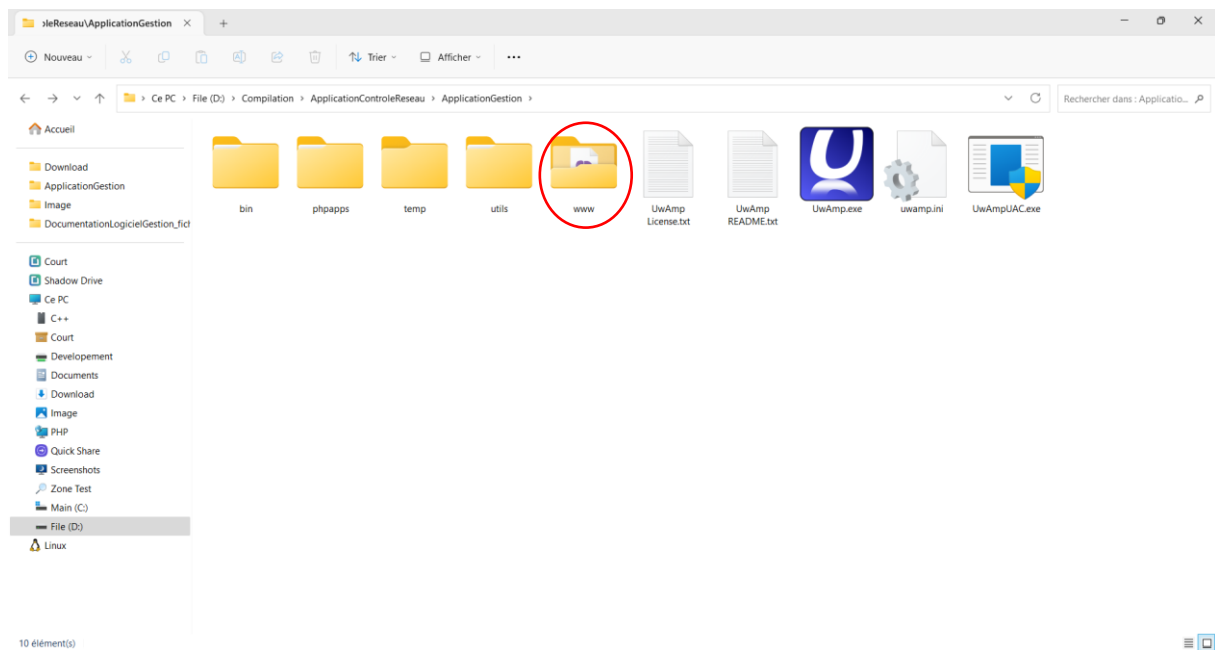 oleReseau\ApplicationGestion
Nouveau
Trier
Afficher
Ce PC > File (D:) > Compilation > ApplicationControleReseau > ApplicationGestion >
Rechercher dans : Applicatio...
Accueil
Download
ApplicationGestion
Image
DocumentationLogicielGestion_fich
Court
Shadow Drive
Ce PC
C++
Court
Developement
Documents
Download
Image
PHP
Quick Share
Screenshots
Zone Test
Main (C:)
File (D:)
Linux
bin
phpapps
temp
utils
www
UwAmp
License.txt
UwAmp
README.txt
UwAmp.exe
uwamp.ini
UwAmpUAC.exe
10 élément(s)